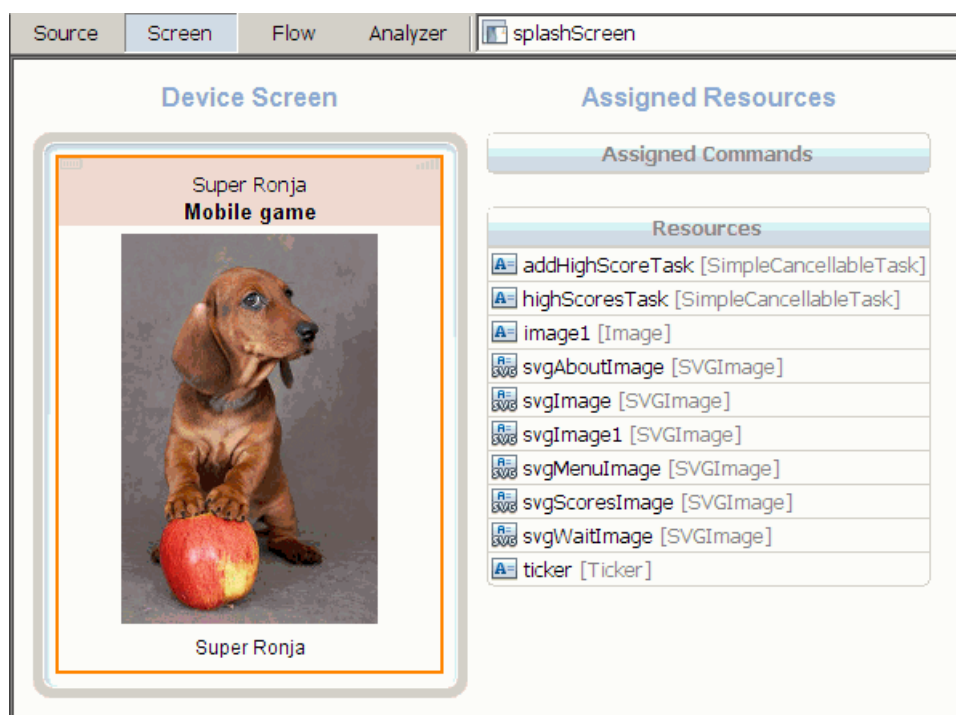 Source Screen Flow Analyzer splashScreen
Device Screen
Super Ronja
Mobile game
Super Ronja
Assigned Resources
Assigned Commands
Resources
addHighScoreTask [SimpleCancellableTask]
highScoresTask [SimpleCancellableTask]
image1 [Image]
svgAboutImage [SVGImage]
svgImage [SVGImage]
svgImage1 [SVGImage]
svgMenuImage [SVGImage]
svgScoresImage [SVGImage]
svgWaitImage [SVGImage]
ticker [Ticker]